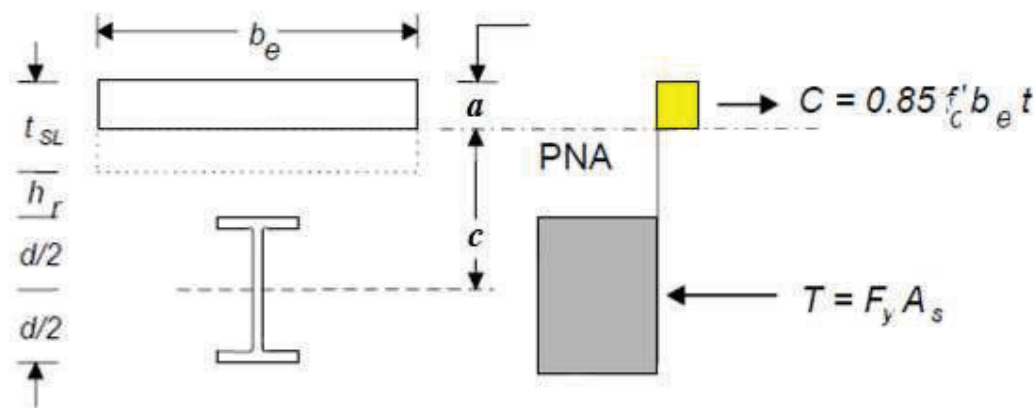 b_e
t_SL
h_r
d/2
d/2
a
c
PNA
C = 0.85 f'_c b_e t
T = F_y A_s